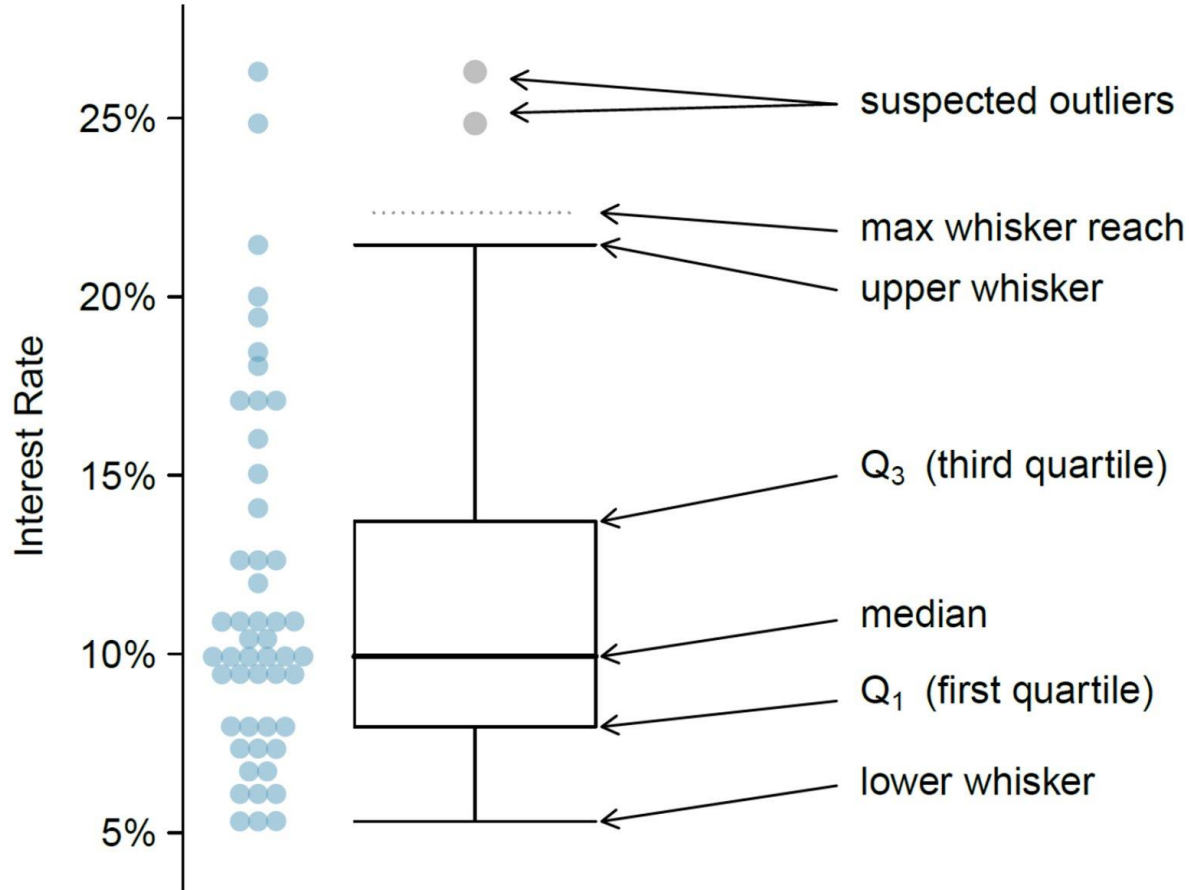 suspected outliers
25%
max whisker reach
upper whisker
20%
Interest Rate
Q₃ (third quartile)
15%
median
10%
Q₁ (first quartile)
lower whisker
5%